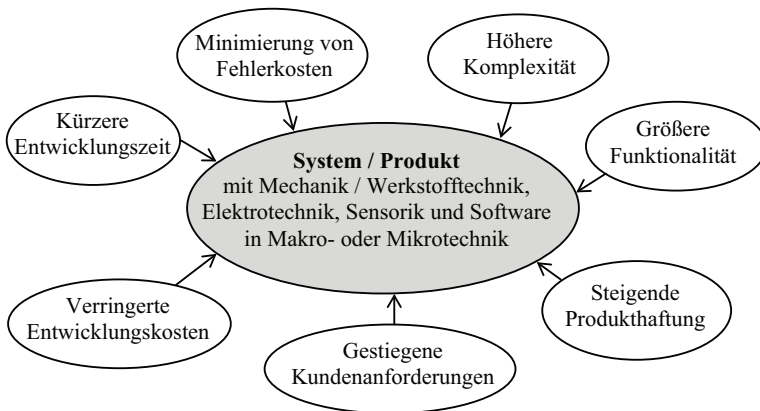 Minimierung von
Fehlerkosten
Höhere
Komplexität
Kürzere
Entwicklungszeit
Größere
Funktionalität
System / Produkt
mit Mechanik / Werkstofftechnik,
Elektrotechnik, Sensorik und Software
in Makro- oder Mikrotechnik
Verringerte
Entwicklungskosten
Steigende
Produkthaftung
Gestiegene
Kundenanforderungen